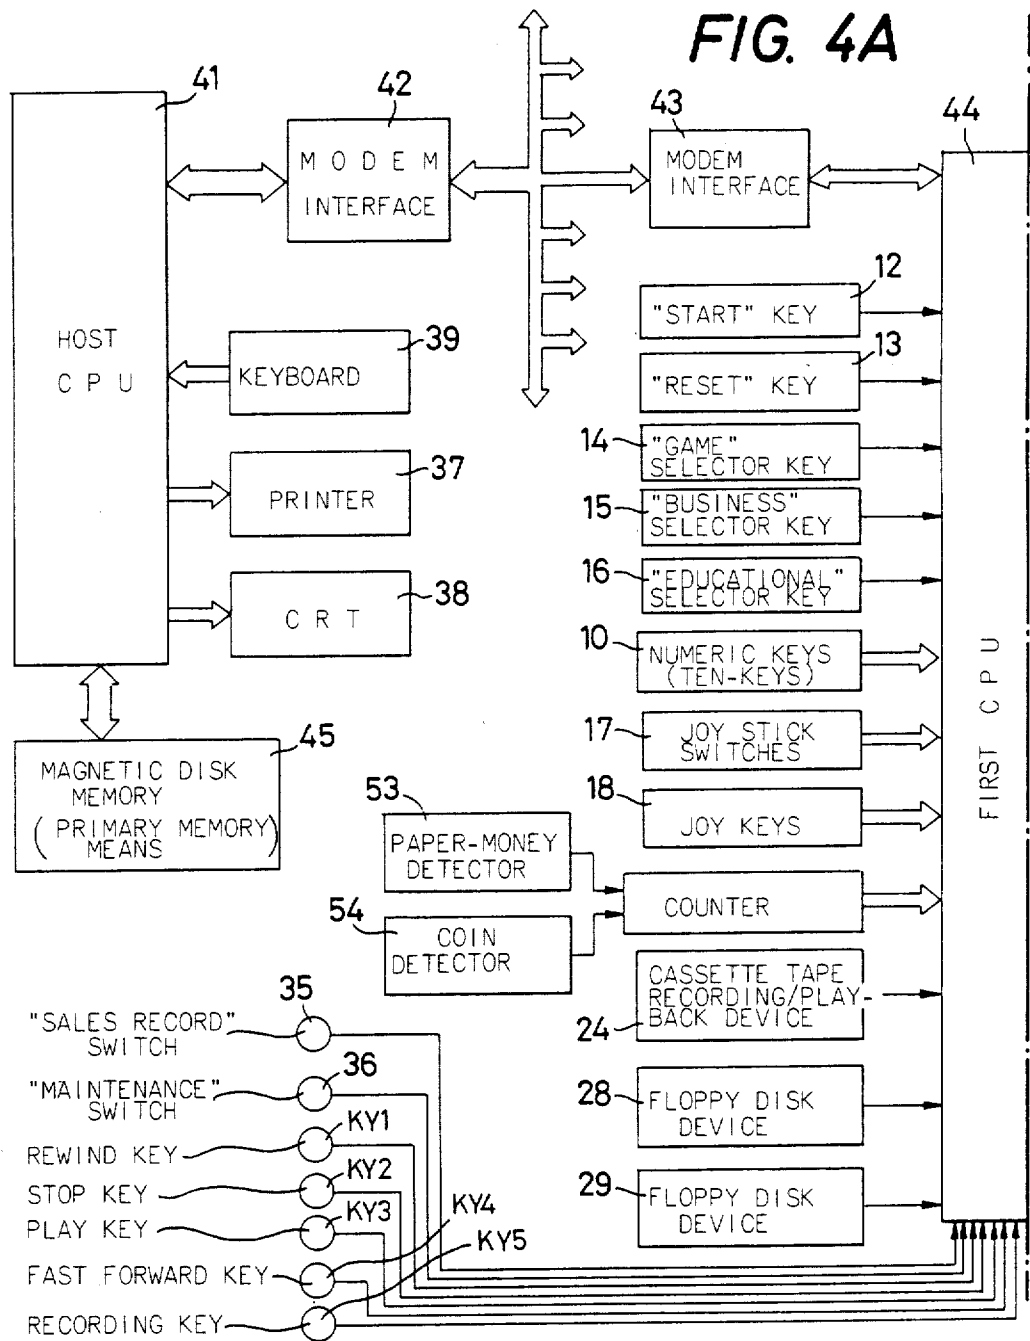 FIG. 4A
41
42
43
44
MODEM
INTERFACE
MODEM
INTERFACE
HOST
CPU
12
"START" KEY
13
"RESET" KEY
39
KEYBOARD
14
"GAME"
SELECTOR KEY
37
PRINTER
15
"BUSINESS"
SELECTOR KEY
16
"EDUCATIONAL"
SELECTOR KEY
38
CRT
10
NUMERIC KEYS
(TEN-KEYS)
FIRST CPU
17
JOY STICK
SWITCHES
45
MAGNETIC DISK
MEMORY
(PRIMARY MEMORY
MEANS)
18
JOY KEYS
53
PAPER-MONEY
DETECTOR
COUNTER
54
COIN
DETECTOR
CASSETTE TAPE
RECORDING/PLAY-
BACK DEVICE
24
35
"SALES RECORD"
SWITCH
36
"MAINTENANCE"
SWITCH
28
FLOPPY DISK
DEVICE
KY1
REWIND KEY
KY2
STOP KEY
29
FLOPPY DISK
DEVICE
KY3
PLAY KEY
KY4
FAST FORWARD KEY
KY5
RECORDING KEY